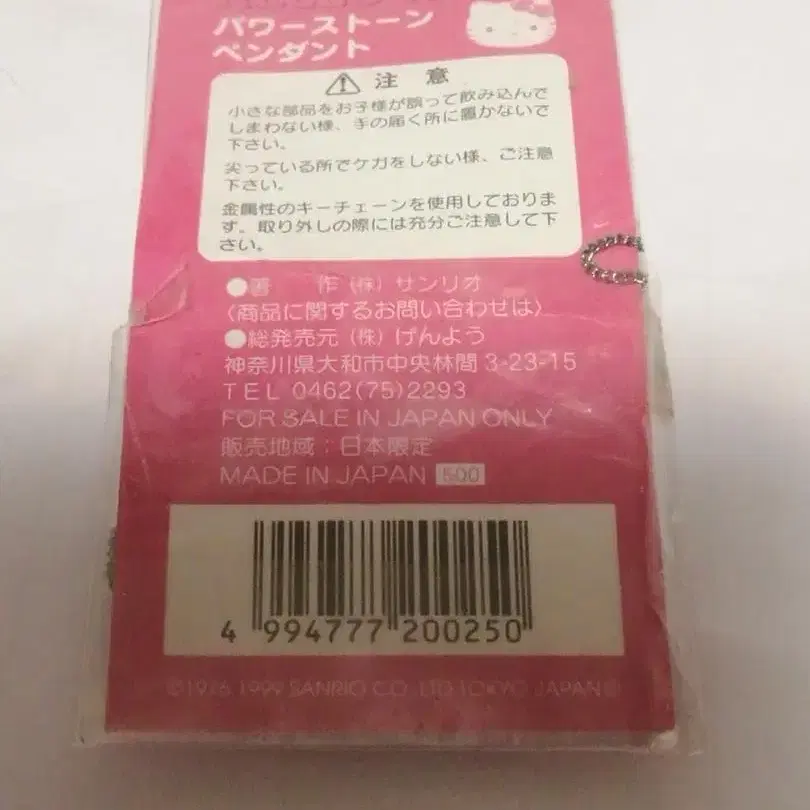 パワーストーン
ペンダント
注 意
小さな部品をお子様が誤って飲み込んで
しまわない様、手の届く所に置かないで
下さい。
尖っている所でケガをしない様、ご注意
下さい。
金属性のキーチェーンを使用しておりま
す。取り外しの際には充分ご注意して下
さい。
●著 作 (株) サンリオ
〈商品に関するお問い合わせは〉
●総発売元 (株) げんよう
神奈川県大和市中央林間 3-23-15
TEL 0462(75)2293
FOR SALE IN JAPAN ONLY
販売地域：日本限定
MADE IN JAPAN 500
4 994777 200250
©1976, 1999 SANRIO CO., LTD. TOKYO, JAPAN